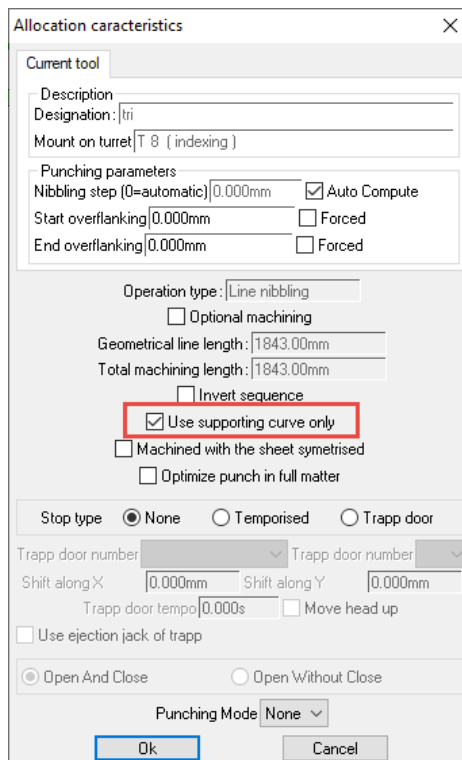 Allocation caracteristics
Current tool
Description
Designation: tri
Mount on turret T 8 ( indexing )
Punching parameters
Nibbling step (0=automatic) 0.000mm Auto Compute
Start overflanking 0.000mm Forced
End overflanking 0.000mm Forced
Operation type: Line nibbling
Optional machining
Geometrical line length: 1843.00mm
Total machining length: 1843.00mm
Invert sequence
Use supporting curve only
Machined with the sheet symetrised
Optimize punch in full matter
Stop type None Temporised Trapp door
Trapp door number Trapp door number
Shift along X 0.000mm Shift along Y 0.000mm
Trapp door tempo 0.000s Move head up
Use ejection jack of trapp
Open And Close Open Without Close
Punching Mode None
Ok Cancel